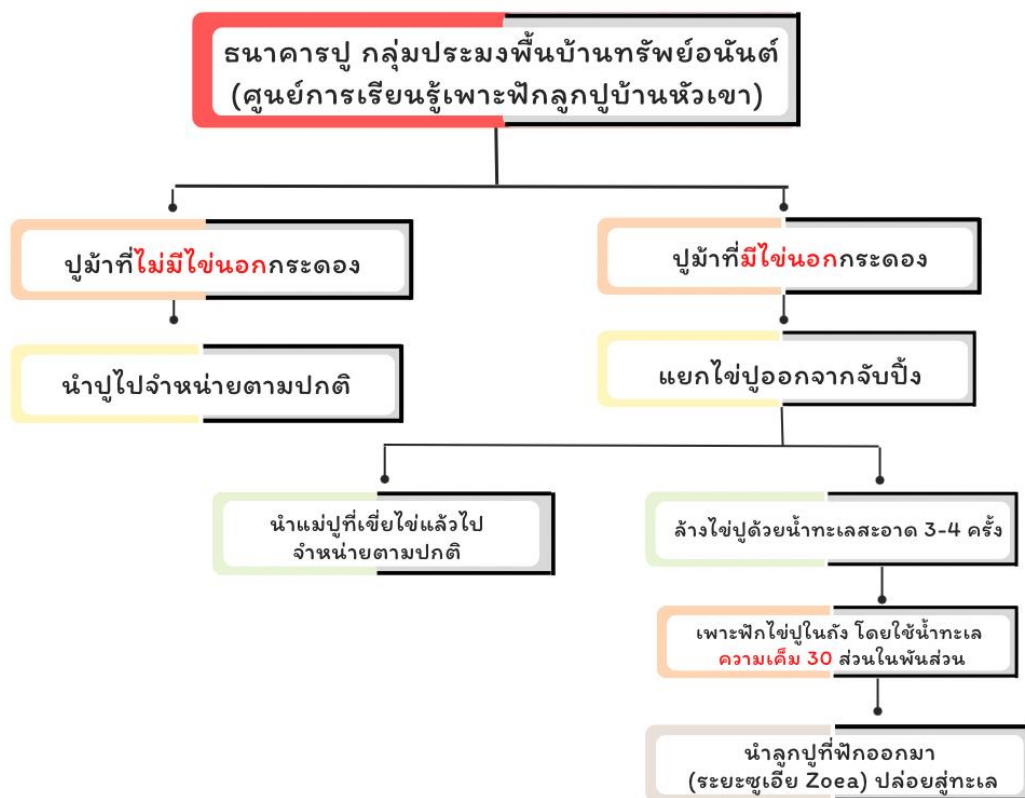 ธนาคารปู กลุ่มประมงพื้นบ้านทรัพย์อนันต์
(ศูนย์การเรียนรู้เพาะฟักลูกปูบ้านหัวเขา)
ปูม้าที่ไม่มีไข่นอกกระดอง
ปูม้าที่มีไข่นอกกระดอง
นำปูไปจำหน่ายตามปกติ
แยกไข่ปูออกจากจับปิ้ง
นำแม่ปูที่เขี่ยไข่แล้วไป
จำหน่ายตามปกติ
ล้างไข่ปูด้วยน้ำทะเลสะอาด 3-4 ครั้ง
เพาะฟักไข่ปูในถัง โดยใช้น้ำทะเล
ความเค็ม 30 ส่วนในพันส่วน
นำลูกปูที่ฟักออกมา
(ระยะซูเอีย Zoea) ปล่อยสู่ทะเล